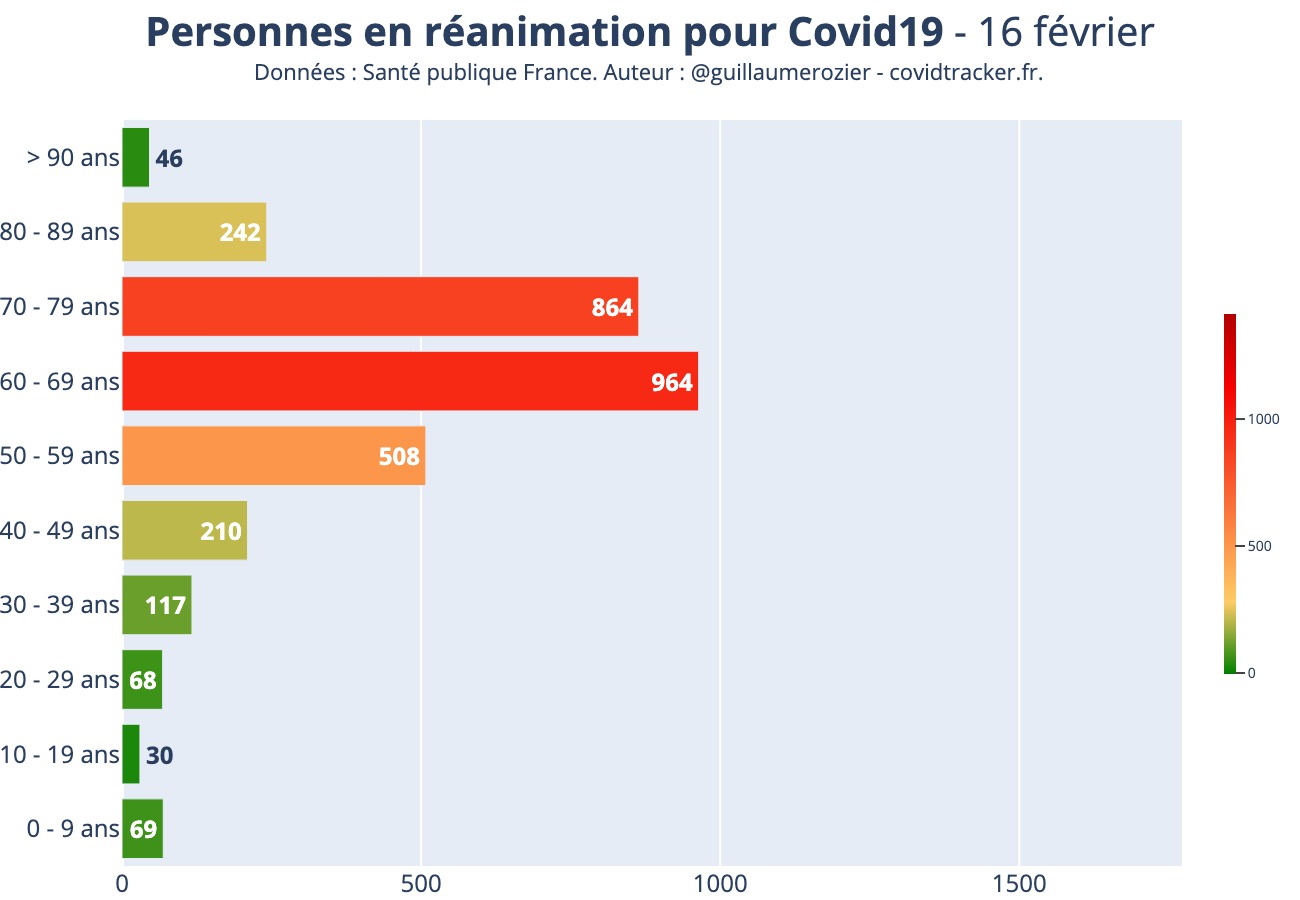 Personnes en réanimation pour Covid19 - 16 février
Données : Santé publique France. Auteur : @guillaumerozier - covidtracker.fr.
> 90 ans 46
80 - 89 ans 242
70 - 79 ans 864
60 - 69 ans 964
50 - 59 ans 508
40 - 49 ans 210
30 - 39 ans 117
20 - 29 ans 68
10 - 19 ans 30
0 - 9 ans 69
0 500 1000 1500
1000
500
0